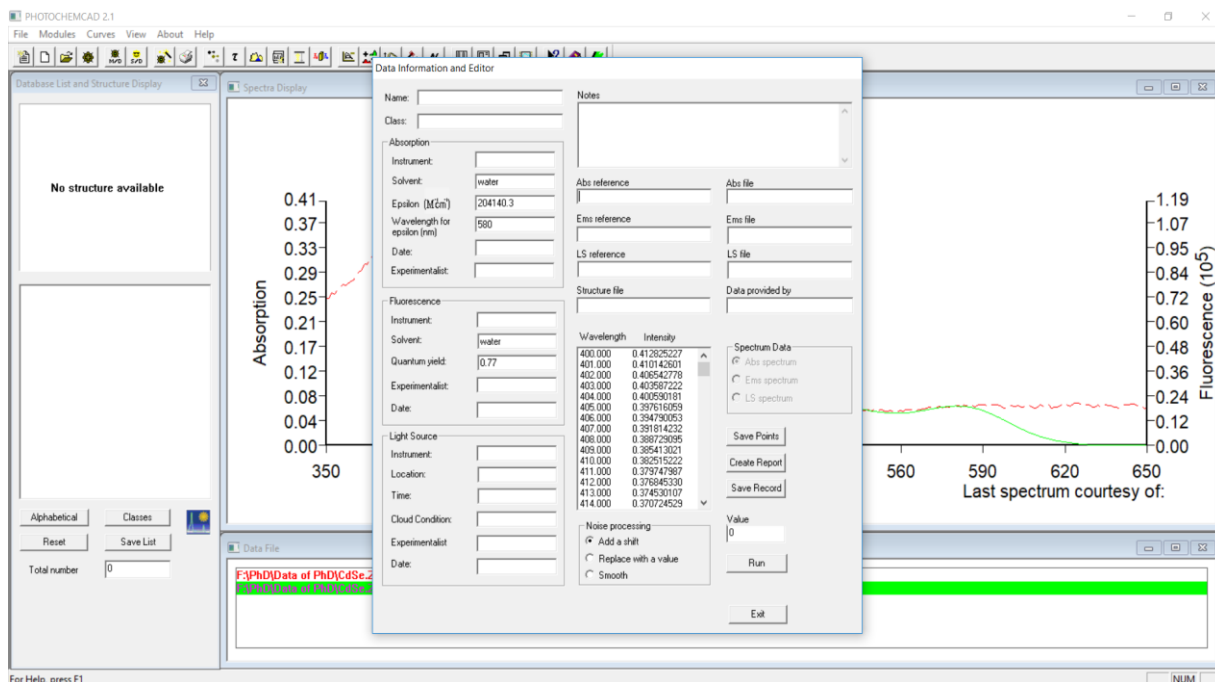 PHOTOCHEMCAD 2.1
File Modules Curves View About Help
Database List and Structure Display
No structure available
Alphabetical Classes
Reset Save List
Total number 0
Spectra Display
Absorption
0.41
0.37
0.33
0.29
0.25
0.21
0.17
0.12
0.08
0.04
0.00
350
560 590 620 650
Last spectrum courtesy of:
1.19
1.07
0.95
0.84
0.72
0.60
0.48
0.36
0.24
0.12
0.00
Fluorescence (10⁵)
Data File
F:\PhD\Data of PhD\CdSe.2
F:\PhD\Data of PhD\CdSe.2
Data Information and Editor
Name:
Class:
Absorption
Instrument:
Solvent: water
Epsilon (M⁻¹cm⁻¹) 204140.3
Wavelength for
epsilon (nm) 580
Date:
Experimentalist:
Fluorescence
Instrument:
Solvent: water
Quantum yield: 0.77
Experimentalist:
Date:
Light Source
Instrument:
Location:
Time:
Cloud Condition:
Experimentalist
Date:
Notes
Abs reference Abs file
Ems reference Ems file
LS reference LS file
Structure file Data provided by
Wavelength Intensity
400.000 0.412825227
401.000 0.410142601
402.000 0.406542778
403.000 0.403587222
404.000 0.400590181
405.000 0.397616059
406.000 0.394790053
407.000 0.391814232
408.000 0.388729095
409.000 0.385413021
410.000 0.382515222
411.000 0.379747987
412.000 0.376845330
413.000 0.374530107
414.000 0.370724529
Spectrum Data
Abs spectrum
Ems spectrum
LS spectrum
Save Points
Create Report
Save Record
Noise processing
Add a shift
Replace with a value
Smooth
Value
0
Run
Exit
For Help, press F1
NUM